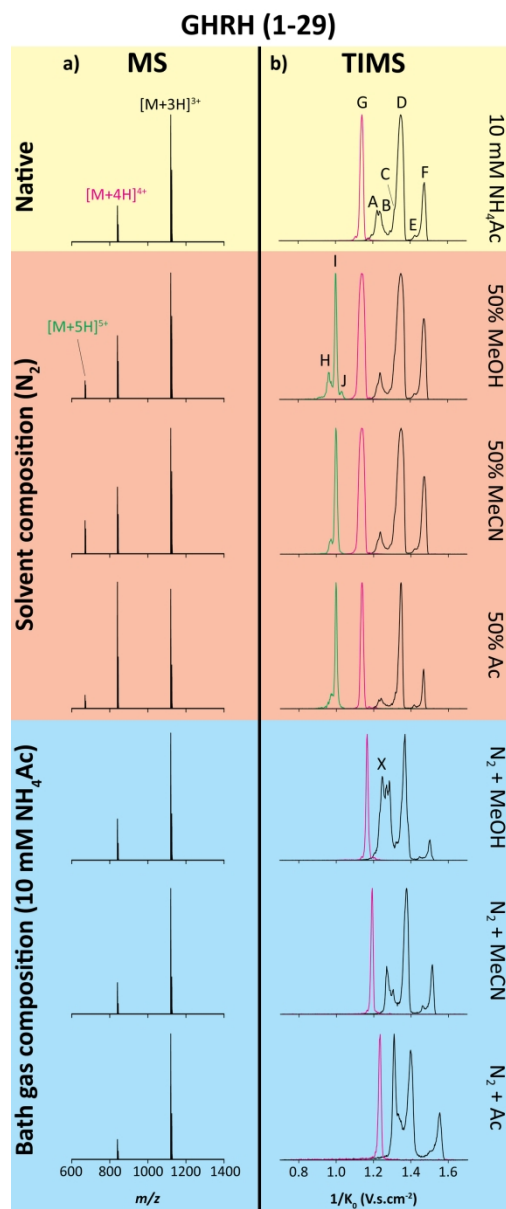 GHRH (1-29)
a) MS
b) TIMS
Native
[M+3H]³⁺
[M+4H]⁴⁺
G
D
C
A
B
E
F
10 mM NH₄Ac
Solvent composition (N₂)
[M+5H]⁵⁺
I
H
J
50% MeOH
50% MeCN
50% Ac
Bath gas composition (10 mM NH₄Ac)
X
N₂ + MeOH
N₂ + MeCN
N₂ + Ac
600 800 1000 1200 1400
m/z
0.8 1.0 1.2 1.4 1.6
1/K₀ (V.s.cm⁻²)